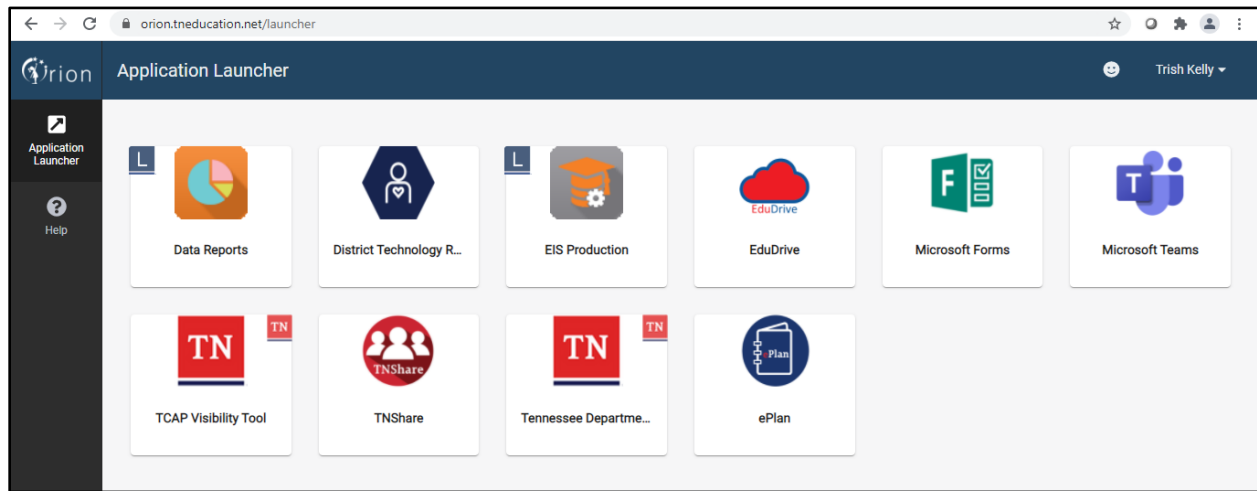 orion.tneducation.net/launcher
Orion
Application Launcher
Trish Kelly
Application
Launcher
Help
L
Data Reports
District Technology R...
L
EIS Production
EduDrive
EduDrive
F
Microsoft Forms
T
Microsoft Teams
TN
TN
TCAP Visibility Tool
TNShare
TNShare
TN
TN
Tennessee Departme...
ePlan
ePlan